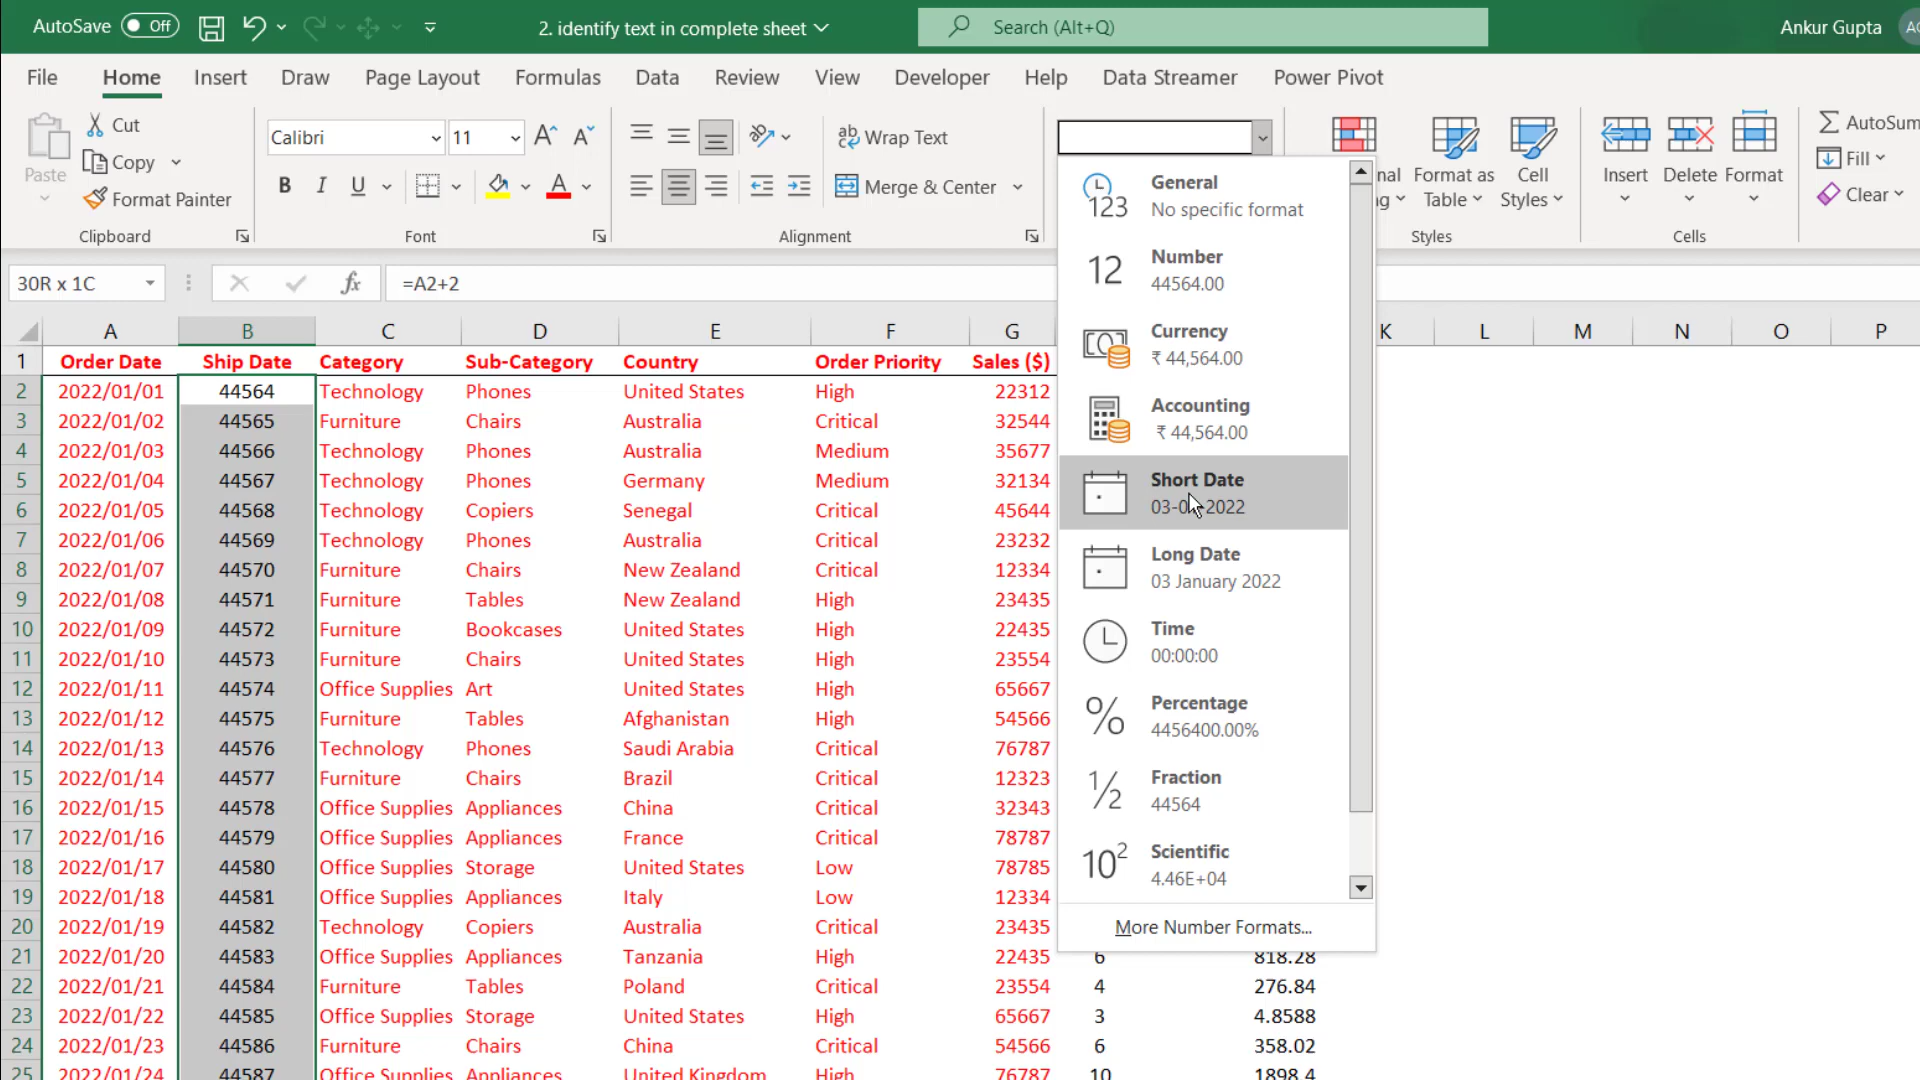 AutoSave Off 2. identify text in complete sheet Search (Alt+Q) Ankur Gupta
File Home Insert Draw Page Layout Formulas Data Review View Developer Help Data Streamer Power Pivot
Paste Cut Copy Format Painter
Clipboard
Calibri 11
B I U A
Font
ab Wrap Text
Merge & Center
Alignment
Format as Table
Cell Styles
Styles
Insert Delete Format
Cells
AutoSum
Fill
Clear
30R x 1C fx =A2+2
General
No specific format
Number
44564.00
Currency
₹ 44,564.00
Accounting
₹ 44,564.00
Short Date
Long Date
03 January 2022
Time
00:00:00
Percentage
4456400.00%
Fraction
44564
Scientific
4.46E+04
More Number Formats...
A B C D E F G K L M N O P
1 Order Date Ship Date Category Sub-Category Country Order Priority Sales ($)
2 2022/01/01 44564 Technology Phones United States High 22312
3 2022/01/02 44565 Furniture Chairs Australia Critical 32544
4 2022/01/03 44566 Technology Phones Australia Medium 35677
5 2022/01/04 44567 Technology Phones Germany Medium 32134
6 2022/01/05 44568 Technology Copiers Senegal Critical 45644
7 2022/01/06 44569 Technology Phones Australia Critical 23232
8 2022/01/07 44570 Furniture Chairs New Zealand Critical 12334
9 2022/01/08 44571 Furniture Tables New Zealand High 23435
10 2022/01/09 44572 Furniture Bookcases United States High 22435
11 2022/01/10 44573 Furniture Chairs United States High 23554
12 2022/01/11 44574 Office Supplies Art United States High 65667
13 2022/01/12 44575 Furniture Tables Afghanistan High 54566
14 2022/01/13 44576 Technology Phones Saudi Arabia Critical 76787
15 2022/01/14 44577 Furniture Chairs Brazil Critical 12323
16 2022/01/15 44578 Office Supplies Appliances China Critical 32343
17 2022/01/16 44579 Office Supplies Appliances France Critical 78787
18 2022/01/17 44580 Office Supplies Storage United States Low 78785
19 2022/01/18 44581 Office Supplies Appliances Italy Low 12334
20 2022/01/19 44582 Technology Copiers Australia Critical 23435
21 2022/01/20 44583 Office Supplies Appliances Tanzania High 22435 6 818.28
22 2022/01/21 44584 Furniture Tables Poland Critical 23554 4 276.84
23 2022/01/22 44585 Office Supplies Storage United States High 65667 3 4.8588
24 2022/01/23 44586 Furniture Chairs China Critical 54566 6 358.02
25 2022/01/24 44587 Office Supplies Appliances United Kingdom High 76787 10 1898.4